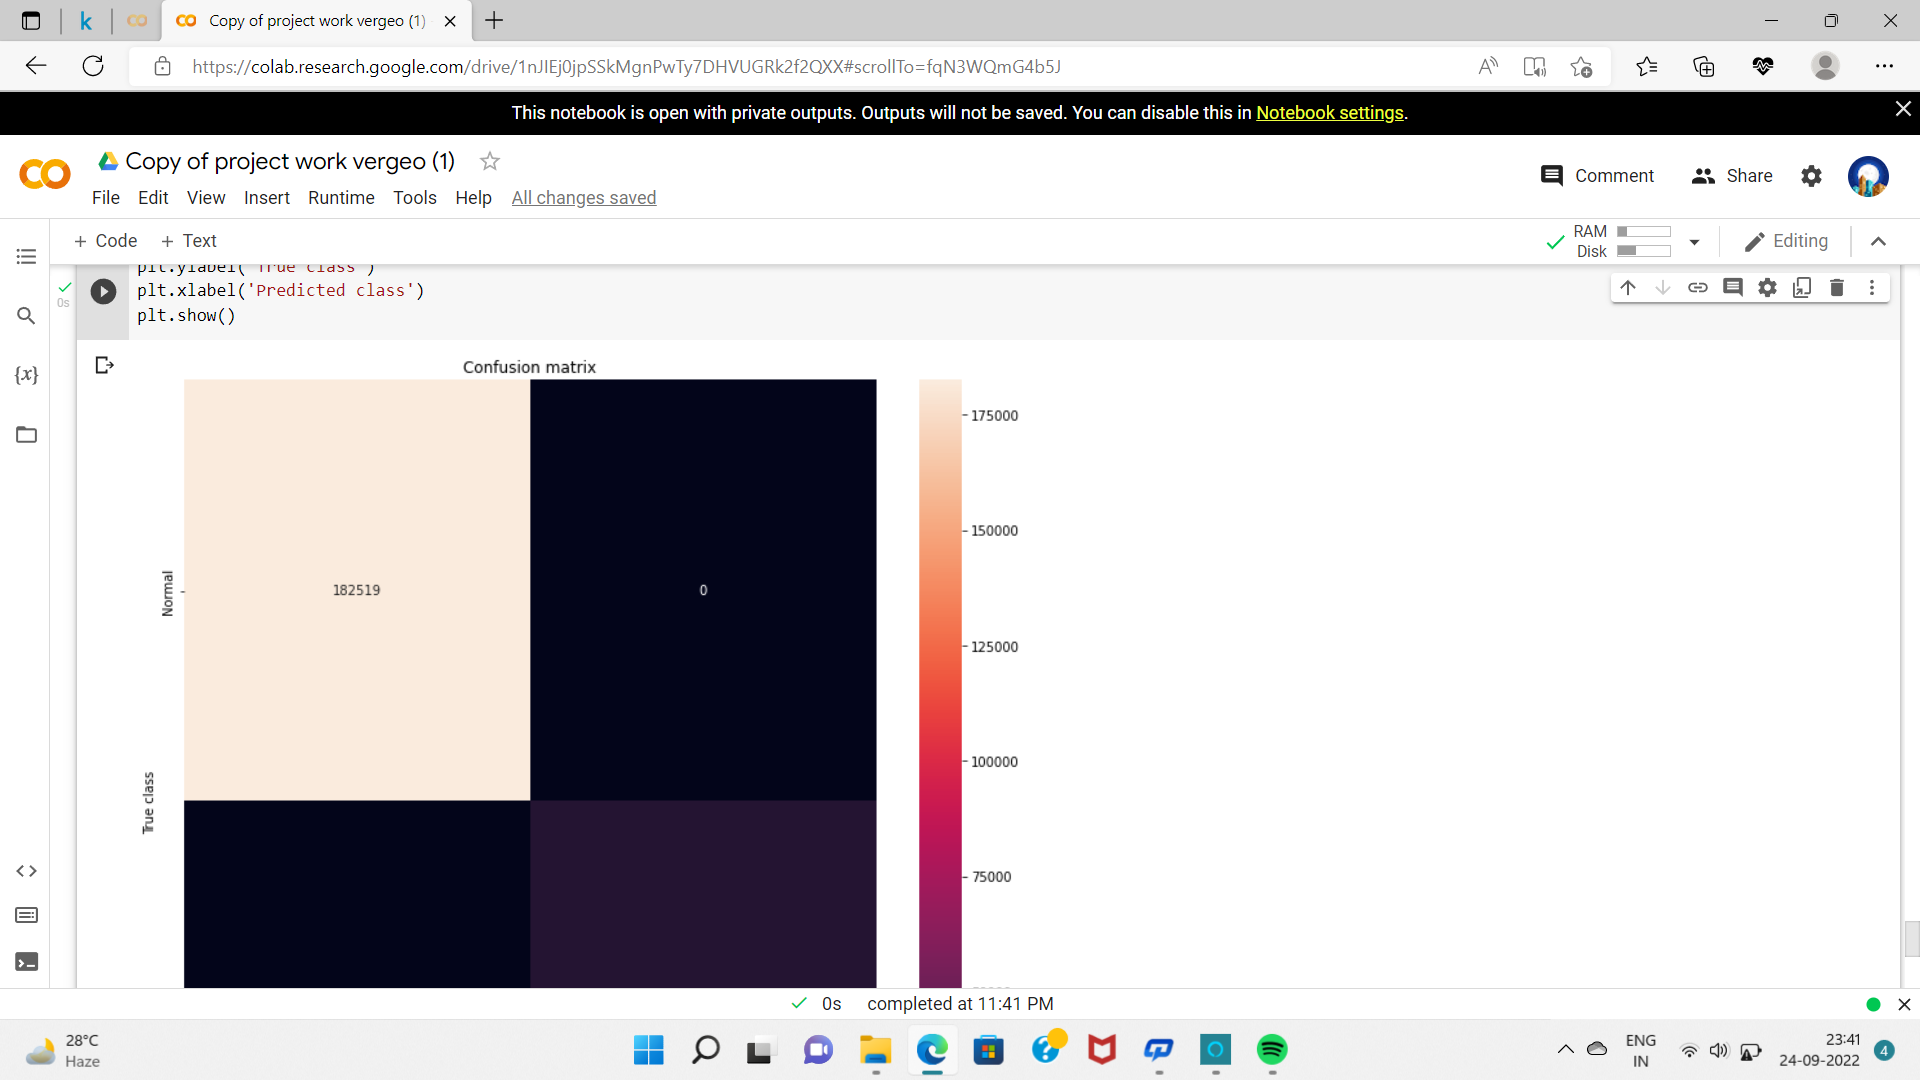 Copy of project work vergeo (1)
https://colab.research.google.com/drive/1nJIEj0jpSSkMgnPwTy7DHVUGRk2f2QXX#scrollTo=fqN3WQmG4b5J
This notebook is open with private outputs. Outputs will not be saved. You can disable this in Notebook settings.
Copy of project work vergeo (1)
Comment
Share
File Edit View Insert Runtime Tools Help All changes saved
+ Code + Text
RAM
Disk
Editing
plt.ylabel('True class')
0s
plt.xlabel('Predicted class')
plt.show()
Confusion matrix
175000
150000
125000
100000
75000
Normal
182519
0
True class
0s completed at 11:41 PM
28°C
Haze
ENG
IN
23:41
24-09-2022
4